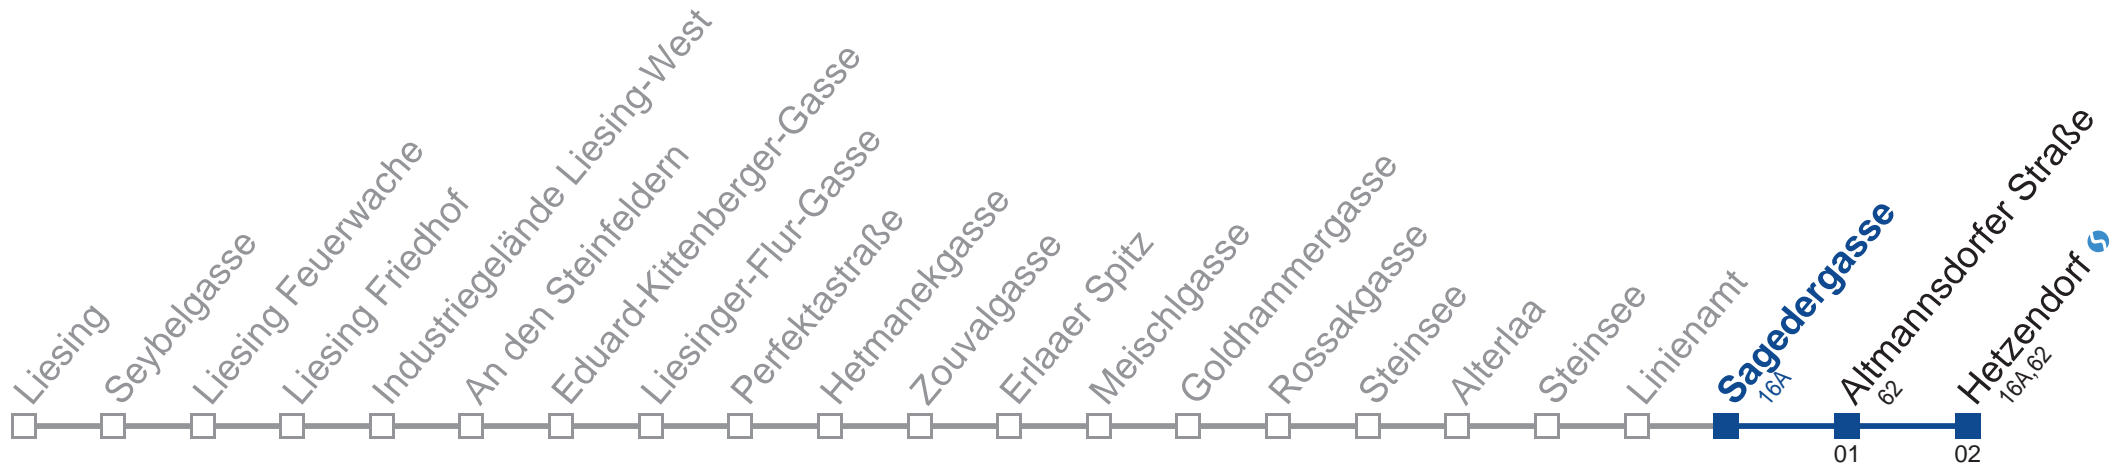 Liesing
Seybelgasse
Liesing Feuerwache
Liesing Friedhof
Industriegelände Liesing-West
An den Steinfeldern
Eduard-Kittenberger-Gasse
Liesinger-Flur-Gasse
Perfektastraße
Hetmanekgasse
Zouvalgasse
Erlaaer Spitz
Meischlgasse
Goldhammergasse
Rossakgasse
Steinsee
Alterlaa
Steinsee
Linienamt
Sagedergasse
16A
Altmannsdorfer Straße
62
Hetzendorf
16A,62
01
02